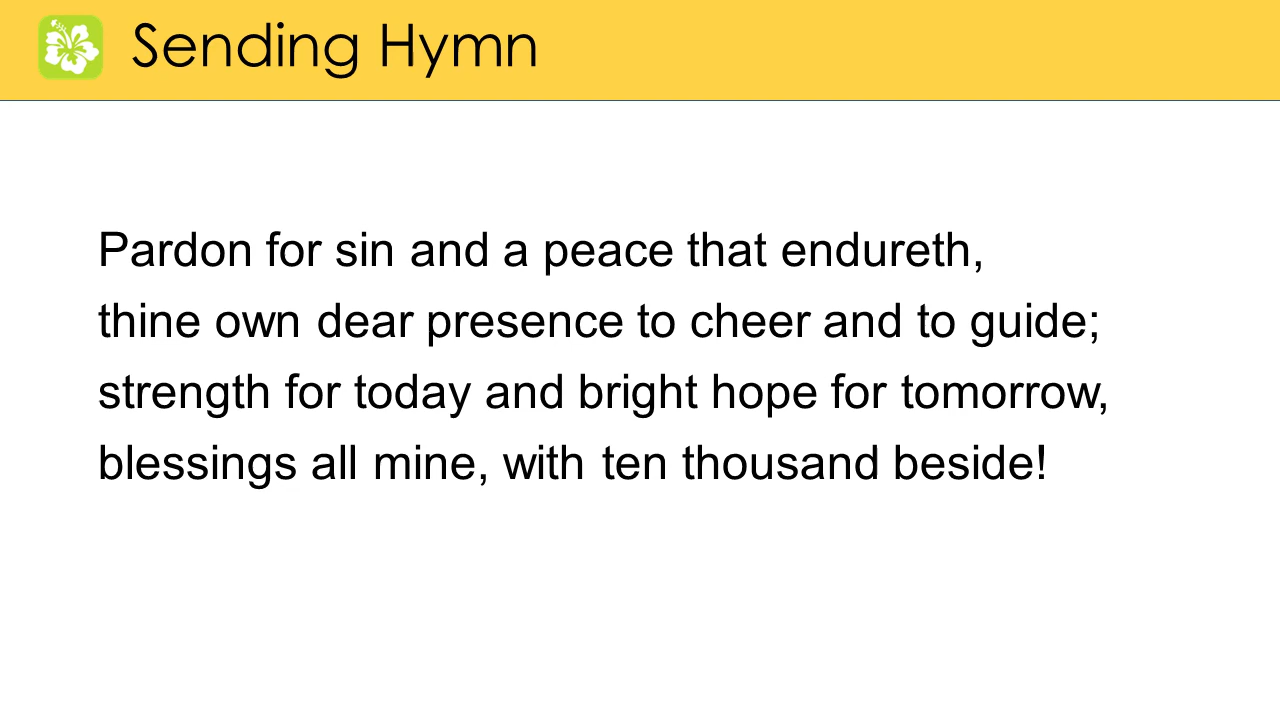 Sending Hymn
Pardon for sin and a peace that endureth,
thine own dear presence to cheer and to guide;
strength for today and bright hope for tomorrow,
blessings all mine, with ten thousand beside!